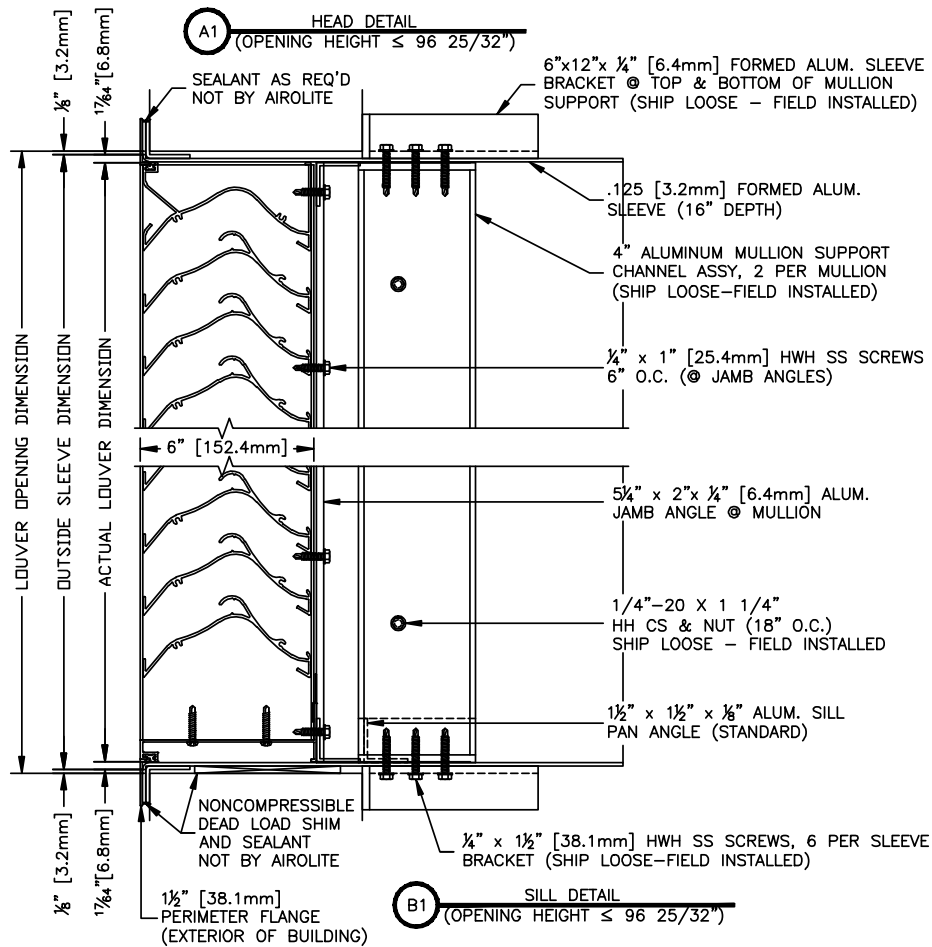 A1
HEAD DETAIL
(OPENING HEIGHT ≤ 96 25/32")
⅛" [3.2mm]
17/64"[6.8mm]
SEALANT AS REQ'D
NOT BY AIROLITE
6"x12"x ¼" [6.4mm] FORMED ALUM. SLEEVE
BRACKET @ TOP & BOTTOM OF MULLION
SUPPORT (SHIP LOOSE – FIELD INSTALLED)
.125 [3.2mm] FORMED ALUM.
SLEEVE (16" DEPTH)
4" ALUMINUM MULLION SUPPORT
CHANNEL ASSY, 2 PER MULLION
(SHIP LOOSE–FIELD INSTALLED)
¼" x 1" [25.4mm] HWH SS SCREWS
6" O.C. (@ JAMB ANGLES)
LOUVER OPENING DIMENSION
OUTSIDE SLEEVE DIMENSION
ACTUAL LOUVER DIMENSION
6" [152.4mm]
5¼" x 2"x ¼" [6.4mm] ALUM.
JAMB ANGLE @ MULLION
1/4"–20 X 1 1/4"
HH CS & NUT (18" O.C.)
SHIP LOOSE – FIELD INSTALLED
1½" x 1½" x ⅛" ALUM. SILL
PAN ANGLE (STANDARD)
⅛" [3.2mm]
17/64"[6.8mm]
NONCOMPRESSIBLE
DEAD LOAD SHIM
AND SEALANT
NOT BY AIROLITE
¼" x 1½" [38.1mm] HWH SS SCREWS, 6 PER SLEEVE
BRACKET (SHIP LOOSE–FIELD INSTALLED)
1½" [38.1mm]
PERIMETER FLANGE
(EXTERIOR OF BUILDING)
B1
SILL DETAIL
(OPENING HEIGHT ≤ 96 25/32")